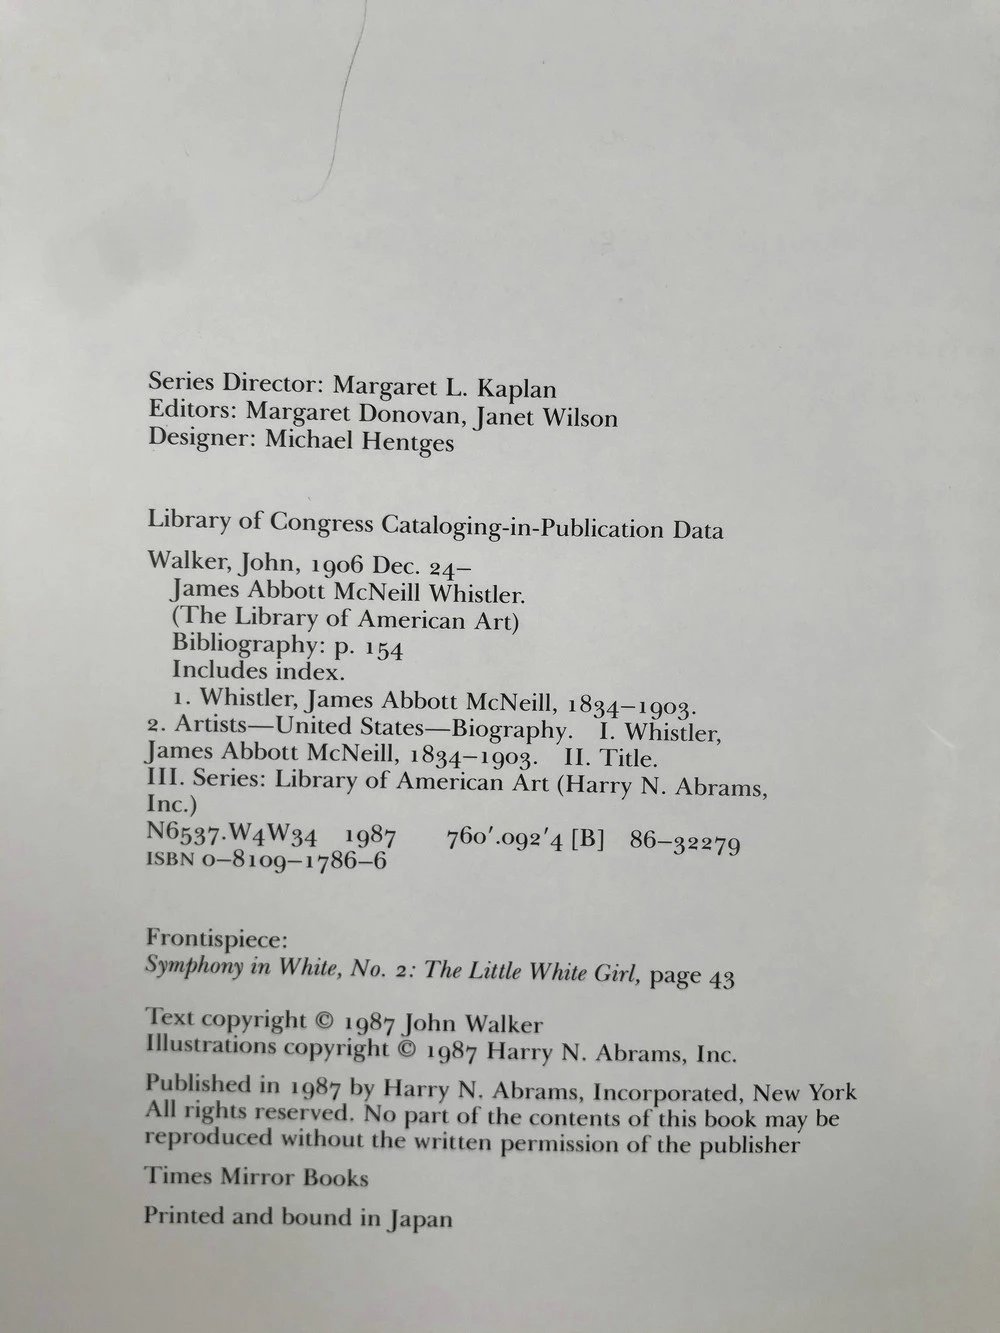 Series Director: Margaret L. Kaplan
Editors: Margaret Donovan, Janet Wilson
Designer: Michael Hentges
Library of Congress Cataloging-in-Publication Data
Walker, John, 1906 Dec. 24–
James Abbott McNeill Whistler.
(The Library of American Art)
Bibliography: p. 154
Includes index.
1. Whistler, James Abbott McNeill, 1834–1903.
2. Artists—United States—Biography. I. Whistler,
James Abbott McNeill, 1834–1903. II. Title.
III. Series: Library of American Art (Harry N. Abrams,
Inc.)
N6537.W4W34 1987 760′.092′4 [B] 86–32279
ISBN 0–8109–1786–6
Frontispiece:
Symphony in White, No. 2: The Little White Girl, page 43
Text copyright © 1987 John Walker
Illustrations copyright © 1987 Harry N. Abrams, Inc.
Published in 1987 by Harry N. Abrams, Incorporated, New York
All rights reserved. No part of the contents of this book may be
reproduced without the written permission of the publisher
Times Mirror Books
Printed and bound in Japan